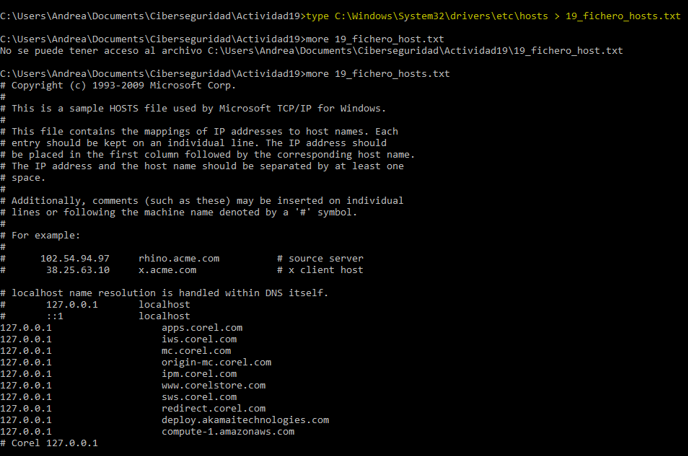 C:\Users\Andrea\Documents\Ciberseguridad\Actividad19>type C:\Windows\System32\drivers\etc\hosts > 19_fichero_hosts.txt
C:\Users\Andrea\Documents\Ciberseguridad\Actividad19>more 19_fichero_host.txt
No se puede tener acceso al archivo C:\Users\Andrea\Documents\Ciberseguridad\Actividad19\19_fichero_host.txt
C:\Users\Andrea\Documents\Ciberseguridad\Actividad19>more 19_fichero_hosts.txt
# Copyright (c) 1993-2009 Microsoft Corp.
#
# This is a sample HOSTS file used by Microsoft TCP/IP for Windows.
#
# This file contains the mappings of IP addresses to host names. Each
# entry should be kept on an individual line. The IP address should
# be placed in the first column followed by the corresponding host name.
# The IP address and the host name should be separated by at least one
# space.
#
# Additionally, comments (such as these) may be inserted on individual
# lines or following the machine name denoted by a '#' symbol.
#
# For example:
#
#      102.54.94.97     rhino.acme.com          # source server
#       38.25.63.10     x.acme.com              # x client host
# localhost name resolution is handled within DNS itself.
#       127.0.0.1       localhost
#       ::1             localhost
127.0.0.1                   apps.corel.com
127.0.0.1                   iws.corel.com
127.0.0.1                   mc.corel.com
127.0.0.1                   origin-mc.corel.com
127.0.0.1                   ipm.corel.com
127.0.0.1                   www.corelstore.com
127.0.0.1                   sws.corel.com
127.0.0.1                   redirect.corel.com
127.0.0.1                   deploy.akamaitechnologies.com
127.0.0.1                   compute-1.amazonaws.com
# Corel 127.0.0.1